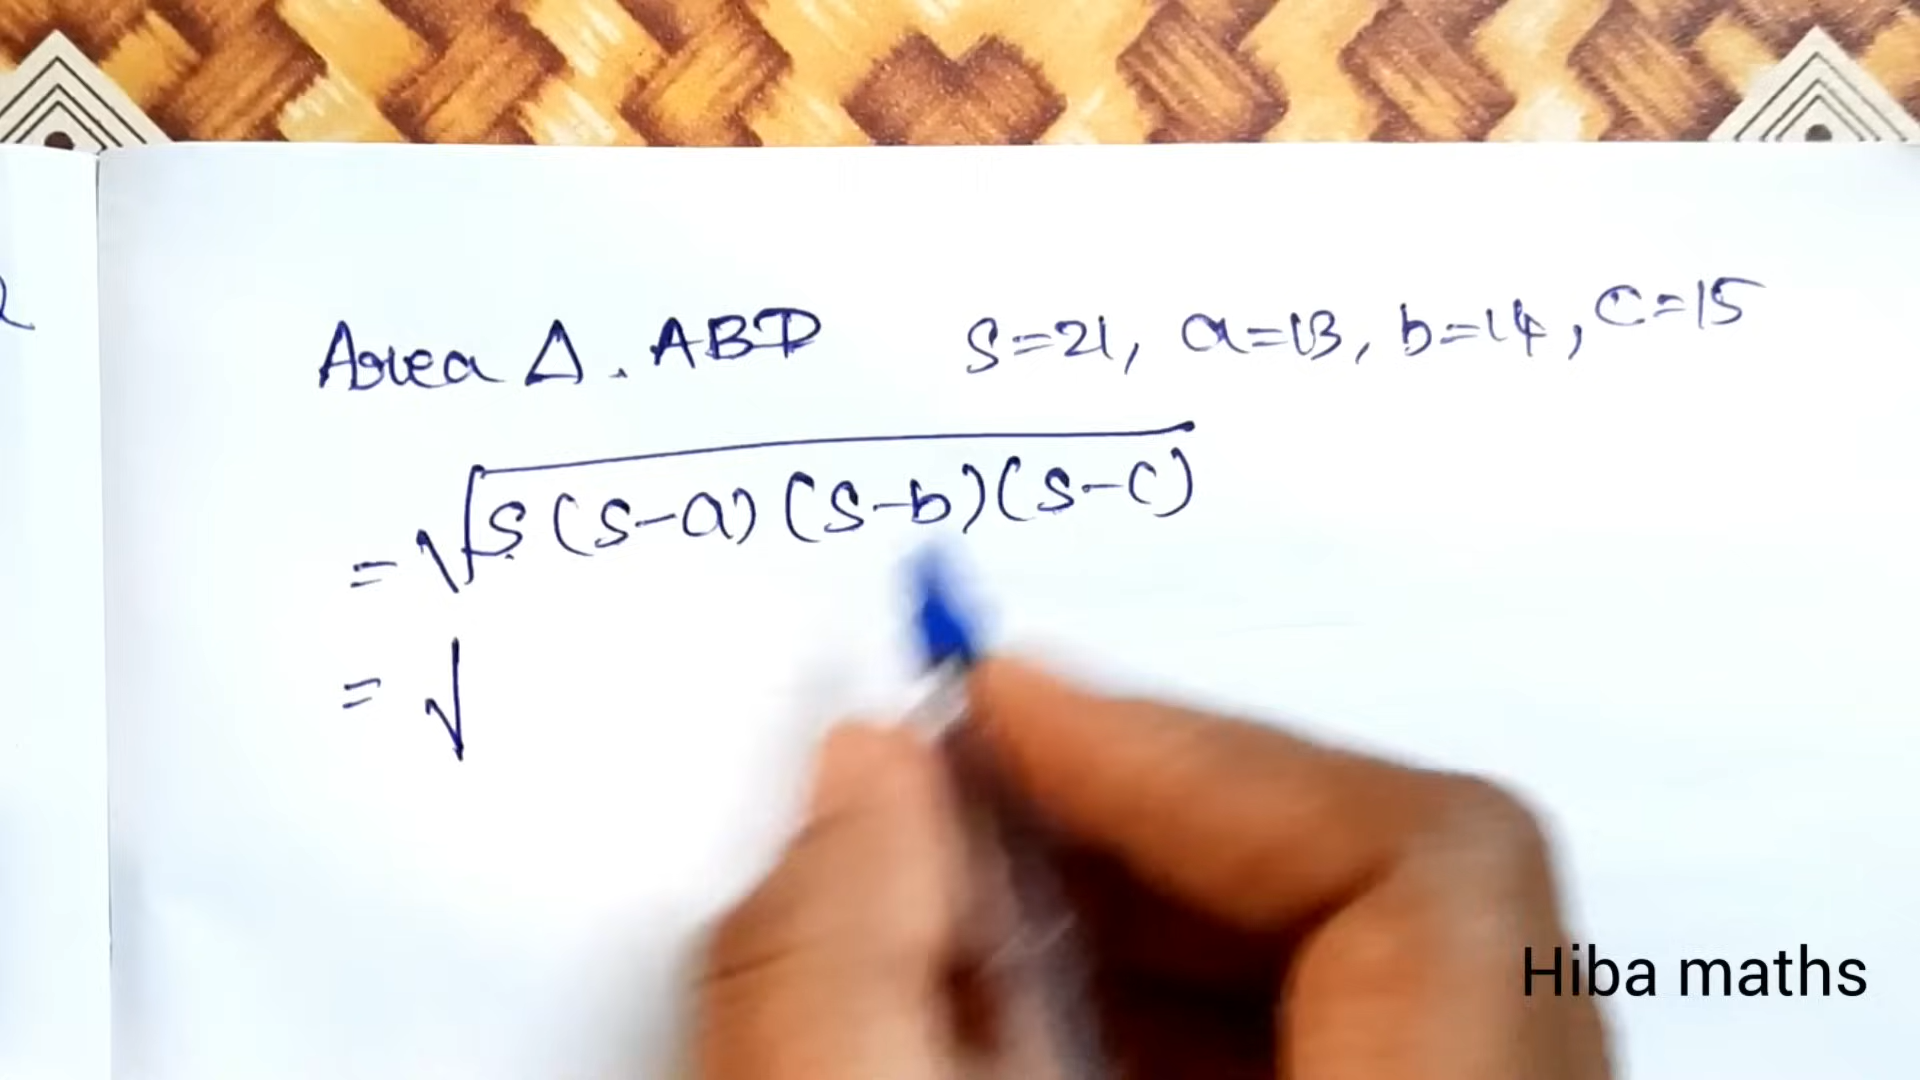 Area Δ. ABD S=21, a=13, b=14, c=15
= √S(S-a)(S-b)(S-c)
= √
Hiba maths